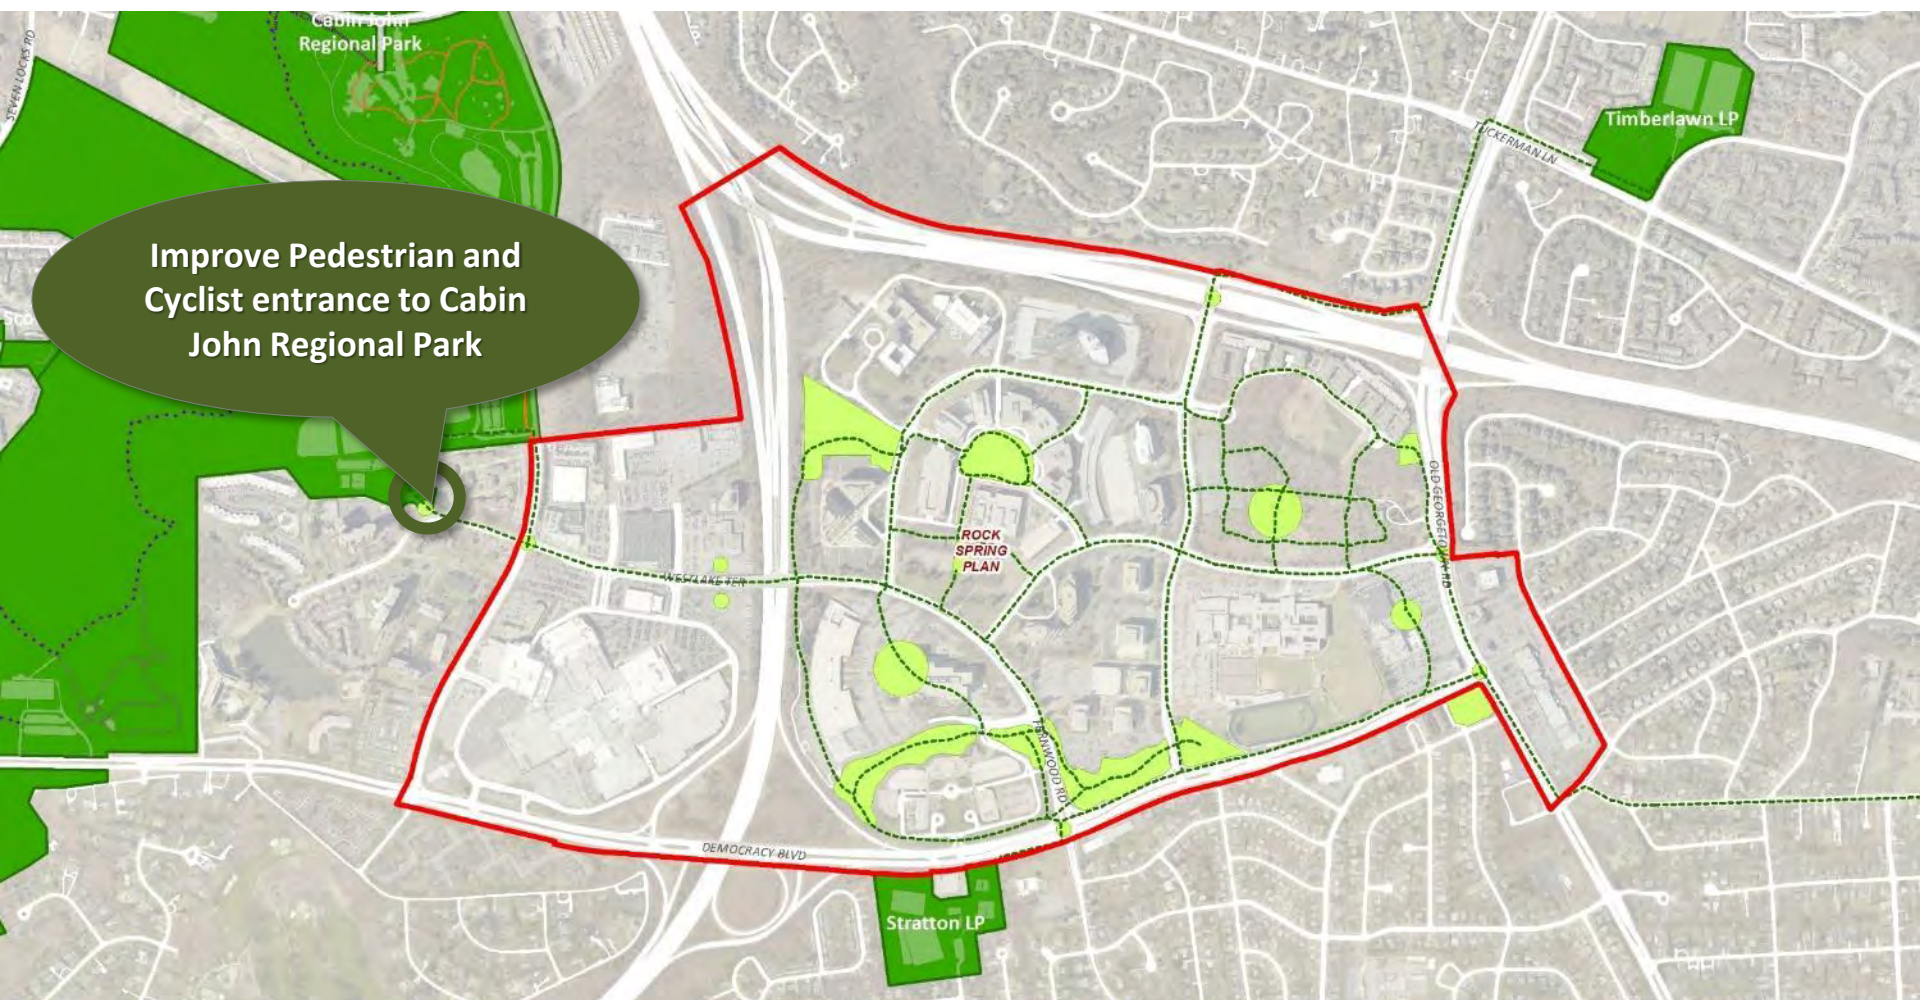 Cabin John
Regional Park
SEVEN LOCKS RD
Timberlawn LP
TUCKERMAN LN
Improve Pedestrian and
Cyclist entrance to Cabin
John Regional Park
OLD GEORGETOWN RD
ROCK
SPRING
PLAN
WESTLAKE TER
FERNWOOD RD
DEMOCRACY BLVD
Stratton LP